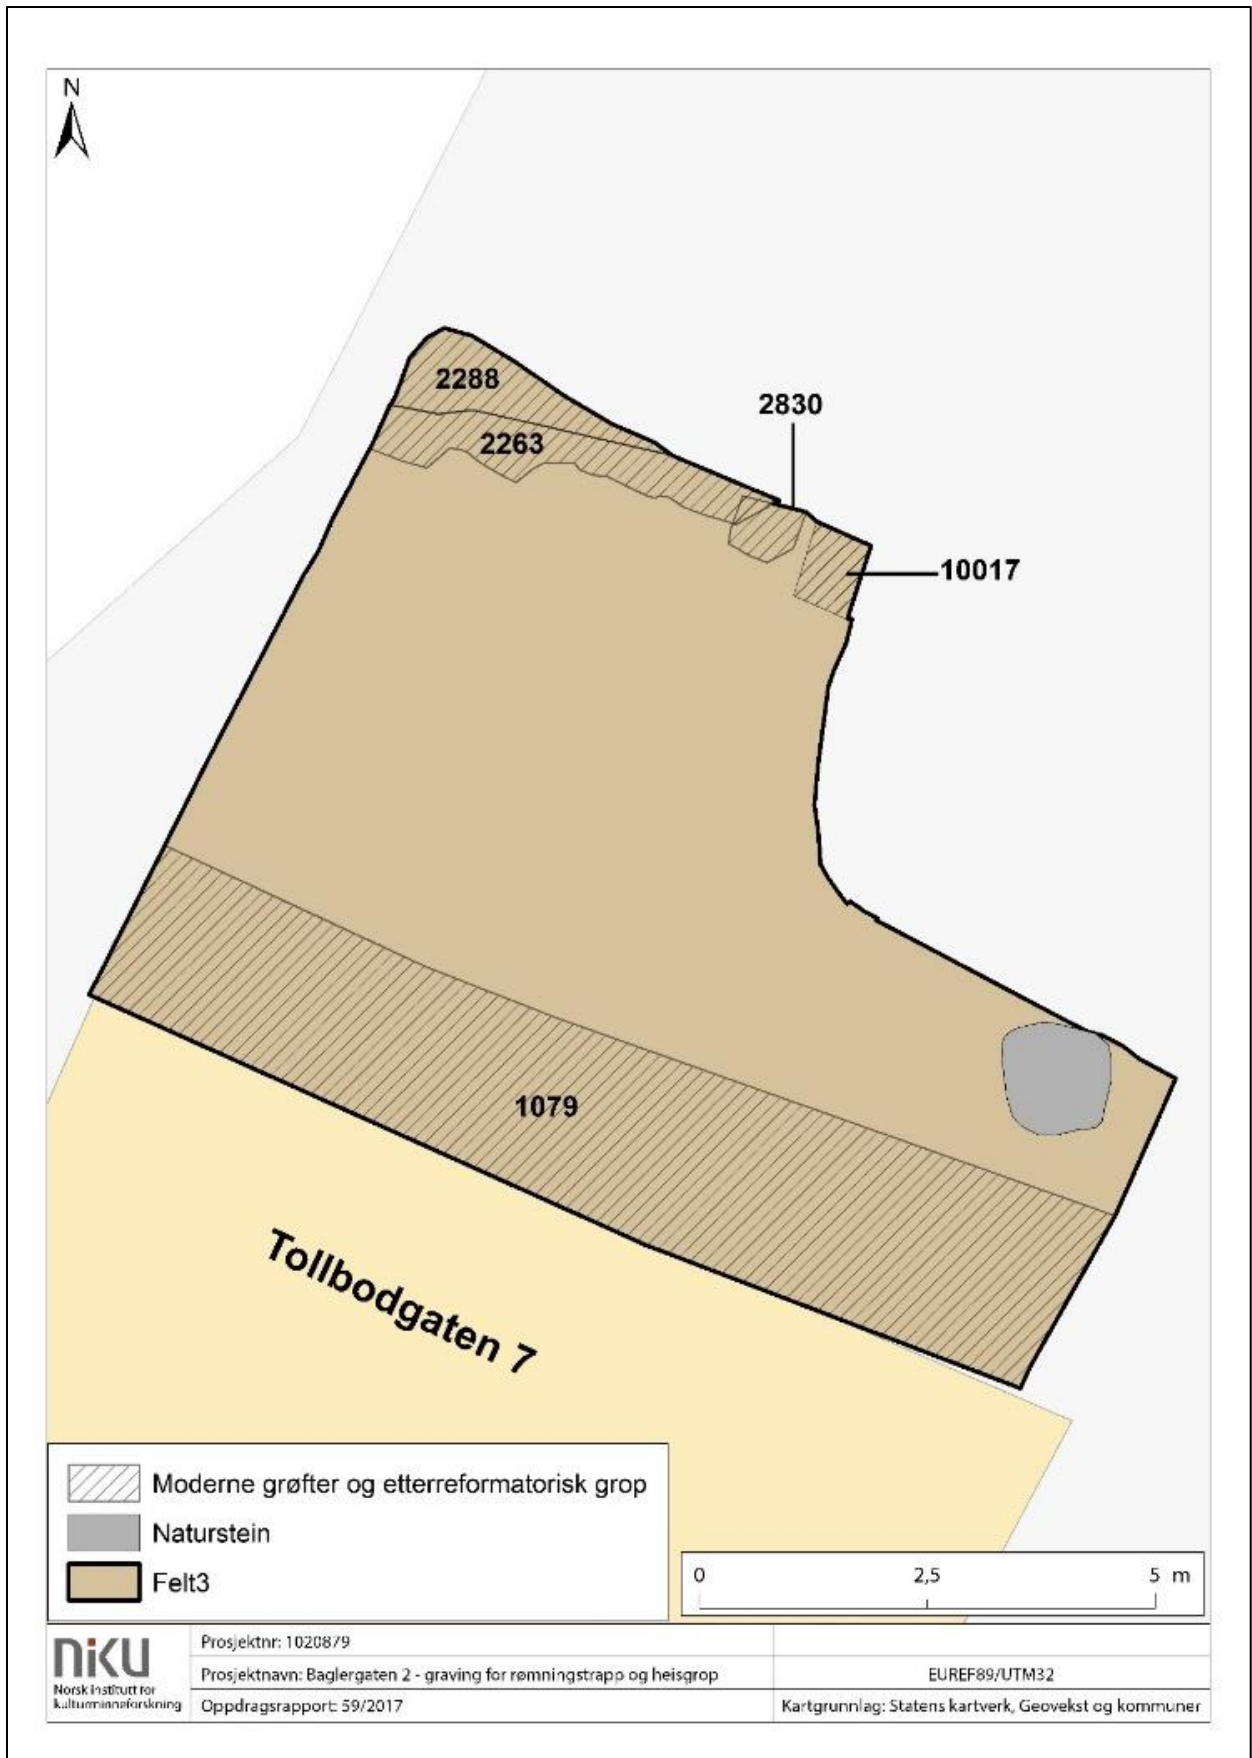 N
2288
2830
2263
10017
1079
Tollbodgaten 7
Moderne grøfter og etterreformatorisk grop
Naturstein
Felt3
0 2,5 5 m
niku
Norsk institutt for
kulturminneforskning
Prosjektnr: 1020879
Prosjektnavn: Baglergaten 2 - graving for rømningstrapp og heisgrop
EUREF89/UTM32
Oppdragsrapport: 59/2017
Kartgrunnlag: Statens kartverk, Geovekst og kommuner